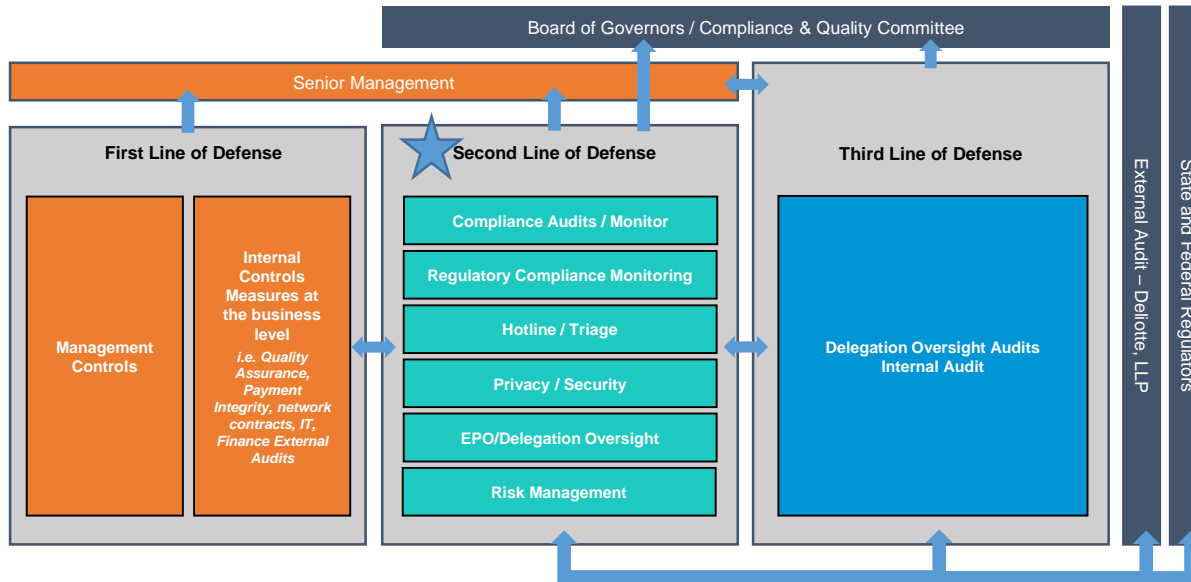 Board of Governors / Compliance & Quality Committee
Senior Management
First Line of Defense
Management
Controls
Internal
Controls
Measures at
the business
level
i.e. Quality
Assurance,
Payment
Integrity, network
contracts, IT,
Finance External
Audits
Second Line of Defense
Compliance Audits / Monitor
Regulatory Compliance Monitoring
Hotline / Triage
Privacy / Security
EPO/Delegation Oversight
Risk Management
Third Line of Defense
Delegation Oversight Audits
Internal Audit
External Audit – Deliotte, LLP
State and Federal Regulators